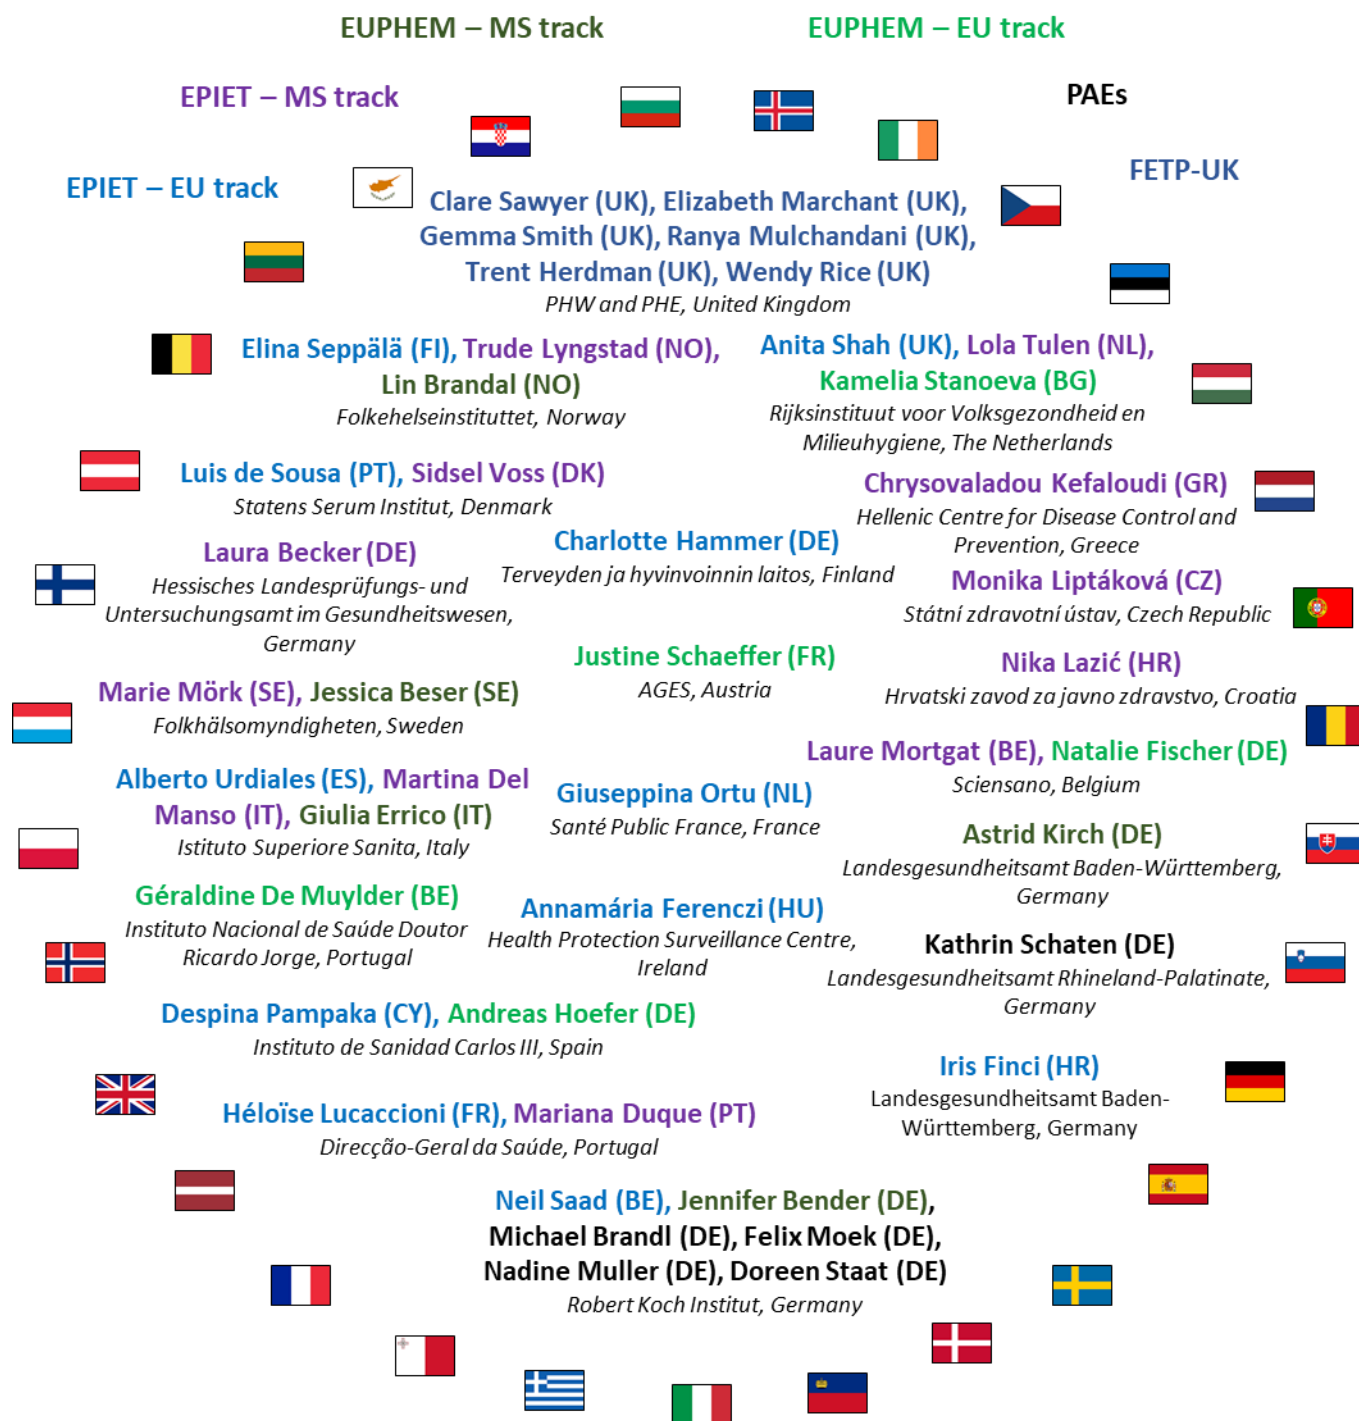 EUPHEM – MS track
EUPHEM – EU track
EPIET – MS track
PAEs
EPIET – EU track
FETP-UK
Clare Sawyer (UK), Elizabeth Marchant (UK),
Gemma Smith (UK), Ranya Mulchandani (UK),
Trent Herdman (UK), Wendy Rice (UK)
PHW and PHE, United Kingdom
Elina Seppälä (FI), Trude Lyngstad (NO),
Lin Brandal (NO)
Folkehelseinstituttet, Norway
Anita Shah (UK), Lola Tulen (NL),
Kamelia Stanoeva (BG)
Rijksinstituut voor Volksgezondheid en
Milieuhygiene, The Netherlands
Luis de Sousa (PT), Sidsel Voss (DK)
Statens Serum Institut, Denmark
Chrysovaladou Kefaloudi (GR)
Hellenic Centre for Disease Control and
Prevention, Greece
Laura Becker (DE)
Hessisches Landesprüfungs- und
Untersuchungsamt im Gesundheitswesen,
Germany
Charlotte Hammer (DE)
Terveyden ja hyvinvoinnin laitos, Finland
Monika Liptáková (CZ)
Státní zdravotní ústav, Czech Republic
Justine Schaeffer (FR)
AGES, Austria
Nika Lazić (HR)
Hrvatski zavod za javno zdravstvo, Croatia
Marie Mörk (SE), Jessica Beser (SE)
Folkhälsomyndigheten, Sweden
Laure Mortgat (BE), Natalie Fischer (DE)
Sciensano, Belgium
Alberto Urdiales (ES), Martina Del
Manso (IT), Giulia Errico (IT)
Istituto Superiore Sanita, Italy
Giuseppina Ortu (NL)
Santé Public France, France
Astrid Kirch (DE)
Landesgesundheitsamt Baden-Württemberg,
Germany
Géraldine De Muylder (BE)
Instituto Nacional de Saúde Doutor
Ricardo Jorge, Portugal
Annamária Ferenczi (HU)
Health Protection Surveillance Centre,
Ireland
Kathrin Schaten (DE)
Landesgesundheitsamt Rhineland-Palatinate,
Germany
Despina Pampaka (CY), Andreas Hoefer (DE)
Instituto de Sanidad Carlos III, Spain
Iris Finci (HR)
Landesgesundheitsamt Baden-
Württemberg, Germany
Héloïse Lucaccioni (FR), Mariana Duque (PT)
Direcção-Geral da Saúde, Portugal
Neil Saad (BE), Jennifer Bender (DE),
Michael Brandl (DE), Felix Moek (DE),
Nadine Muller (DE), Doreen Staat (DE)
Robert Koch Institut, Germany